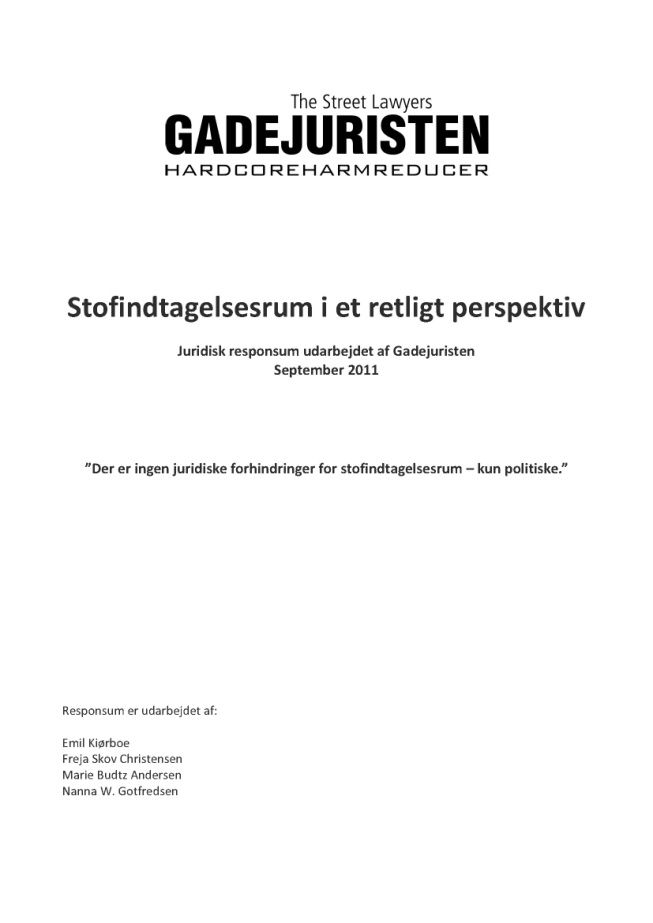 The Street Lawyers
GADEJURISTEN
HARDCOREHARMREDUCER
Stofindtagelsesrum i et retligt perspektiv
Juridisk responsum udarbejdet af Gadejuristen
September 2011
”Der er ingen juridiske forhindringer for stofindtagelsesrum – kun politiske.”
Responsum er udarbejdet af:
Emil Kiørboe
Freja Skov Christensen
Marie Budtz Andersen
Nanna W. Gotfredsen